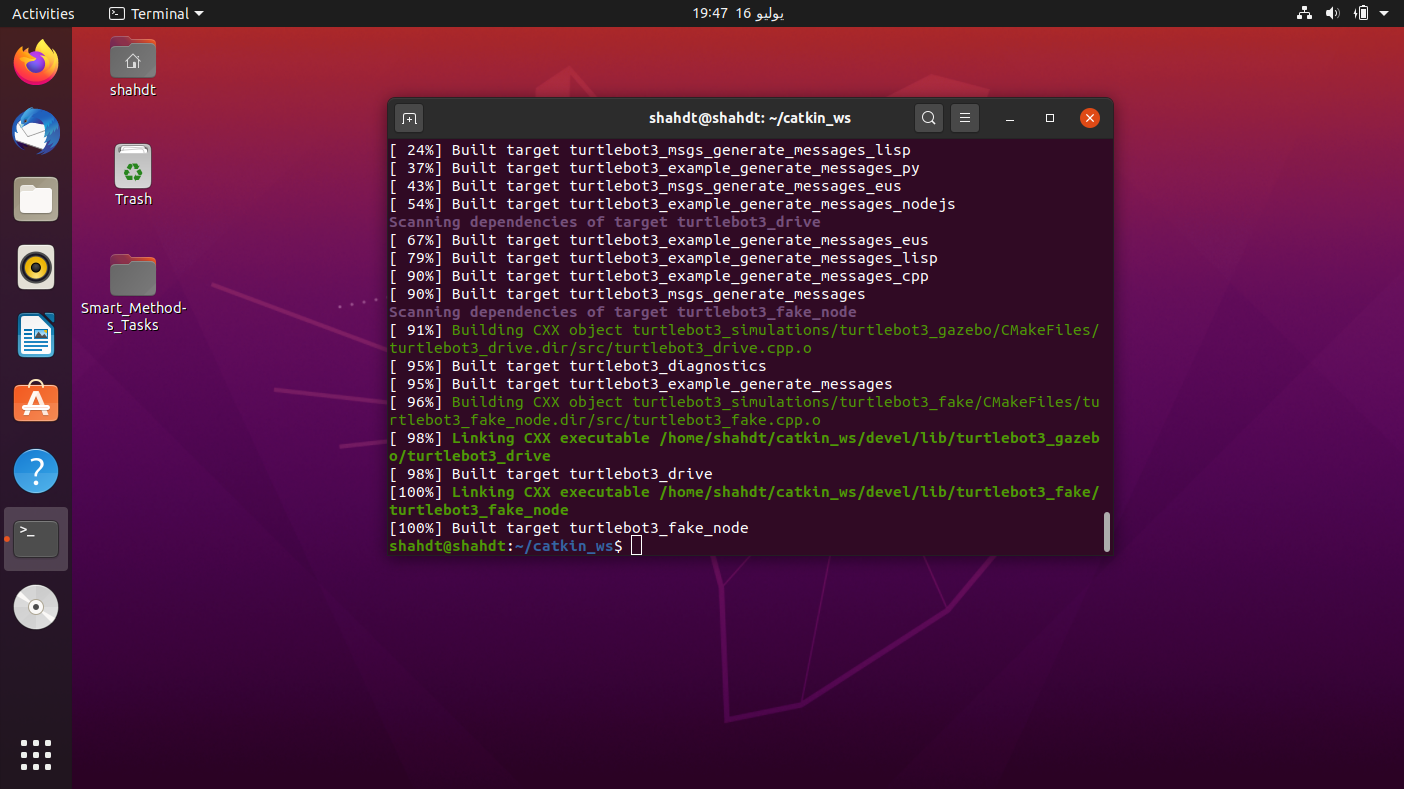 Activities
Terminal
19:47 16 يوليو
shahdt
Trash
Smart_Method-
s_Tasks
shahdt@shahdt: ~/catkin_ws
[ 24%] Built target turtlebot3_msgs_generate_messages_lisp
[ 37%] Built target turtlebot3_example_generate_messages_py
[ 43%] Built target turtlebot3_msgs_generate_messages_eus
[ 54%] Built target turtlebot3_example_generate_messages_nodejs
Scanning dependencies of target turtlebot3_drive
[ 67%] Built target turtlebot3_example_generate_messages_eus
[ 79%] Built target turtlebot3_example_generate_messages_lisp
[ 90%] Built target turtlebot3_example_generate_messages_cpp
[ 90%] Built target turtlebot3_msgs_generate_messages
Scanning dependencies of target turtlebot3_fake_node
[ 91%] Building CXX object turtlebot3_simulations/turtlebot3_gazebo/CMakeFiles/
turtlebot3_drive.dir/src/turtlebot3_drive.cpp.o
[ 95%] Built target turtlebot3_diagnostics
[ 95%] Built target turtlebot3_example_generate_messages
[ 96%] Building CXX object turtlebot3_simulations/turtlebot3_fake/CMakeFiles/tu
rtlebot3_fake_node.dir/src/turtlebot3_fake.cpp.o
[ 98%] Linking CXX executable /home/shahdt/catkin_ws/devel/lib/turtlebot3_gazeb
o/turtlebot3_drive
[ 98%] Built target turtlebot3_drive
[100%] Linking CXX executable /home/shahdt/catkin_ws/devel/lib/turtlebot3_fake/
turtlebot3_fake_node
[100%] Built target turtlebot3_fake_node
shahdt@shahdt:~/catkin_ws$